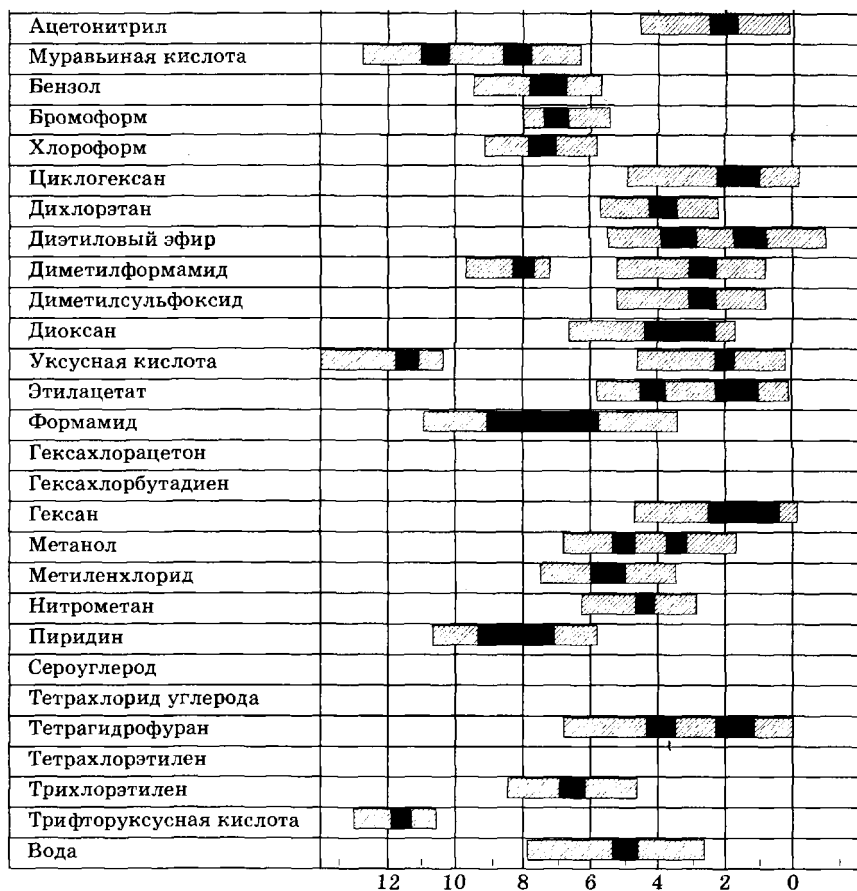 Ацетонитрил
Муравьиная кислота
Бензол
Бромоформ
Хлороформ
Циклогексан
Дихлорэтан
Диэтиловый эфир
Диметилформамид
Диметилсульфоксид
Диоксан
Уксусная кислота
Этилацетат
Формамид
Гексахлорацетон
Гексахлорбутадиен
Гексан
Метанол
Метиленхлорид
Нитрометан
Пиридин
Сероуглерод
Тетрахлорид углерода
Тетрагидрофуран
Тетрахлорэтилен
Трихлорэтилен
Трифторуксусная кислота
Вода
12 10 8 6 4 2 0